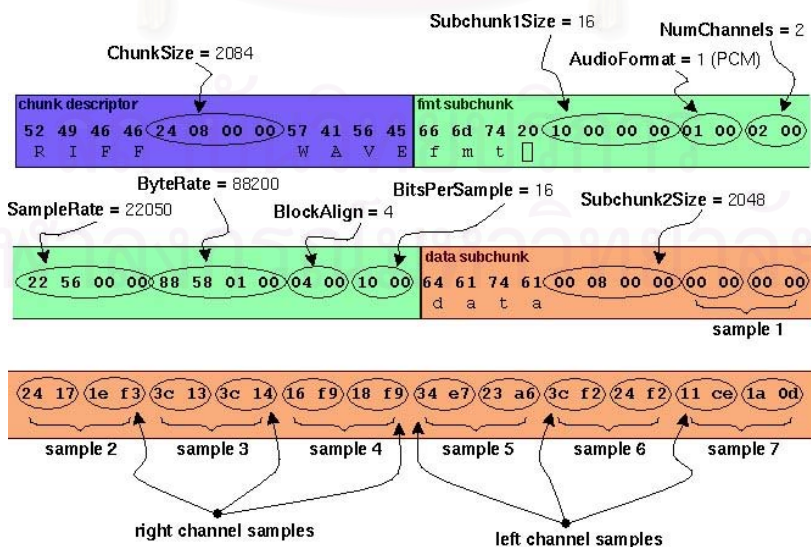 Subchunk1Size = 16
NumChannels = 2
ChunkSize = 2084
AudioFormat = 1 (PCM)
chunk descriptor
fmt subchunk
52 49 46 46 24 08 00 00 57 41 56 45 66 6d 74 20 10 00 00 00 01 00 02 00
R I F F W A V E f m t
ByteRate = 88200
BitsPerSample = 16
SampleRate = 22050
BlockAlign = 4
Subchunk2Size = 2048
data subchunk
22 56 00 00 88 58 01 00 04 00 10 00 64 61 74 61 00 08 00 00 00 00 00 00
d a t a
sample 1
24 17 1e f3 3c 13 3c 14 16 f9 18 f9 34 e7 23 a6 3c f2 24 f2 11 ce 1a 0d
sample 2 sample 3 sample 4 sample 5 sample 6 sample 7
right channel samples
left channel samples